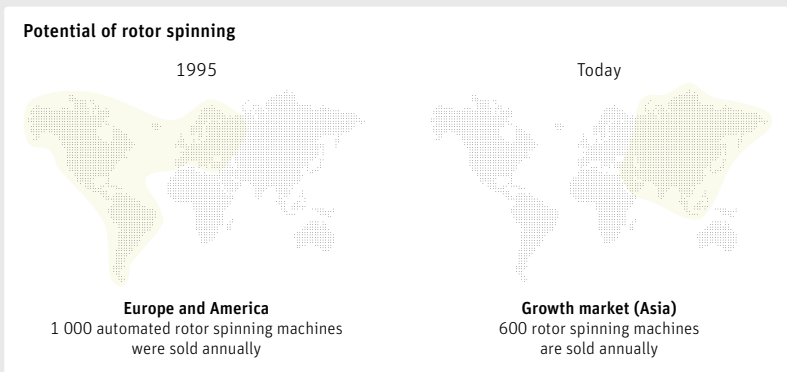 Potential of rotor spinning
1995
Today
Europe and America
1 000 automated rotor spinning machines
were sold annually
Growth market (Asia)
600 rotor spinning machines
are sold annually